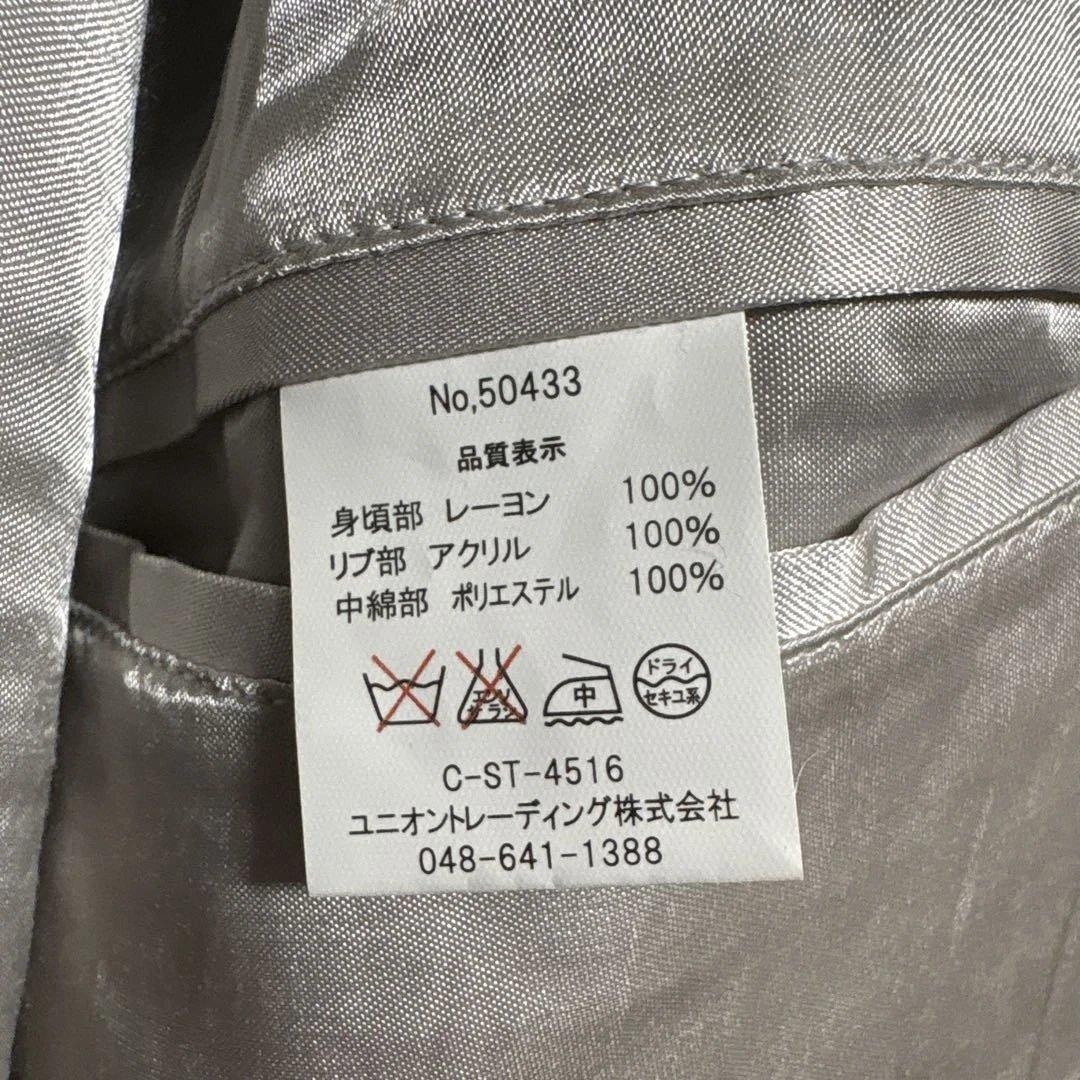 No,50433
品質表示
身頃部 レーヨン 100%
リブ部 アクリル 100%
中綿部 ポリエステル 100%
エンソ
サラシ
中
ドライ
セキユ系
C-ST-4516
ユニオントレーディング株式会社
048-641-1388